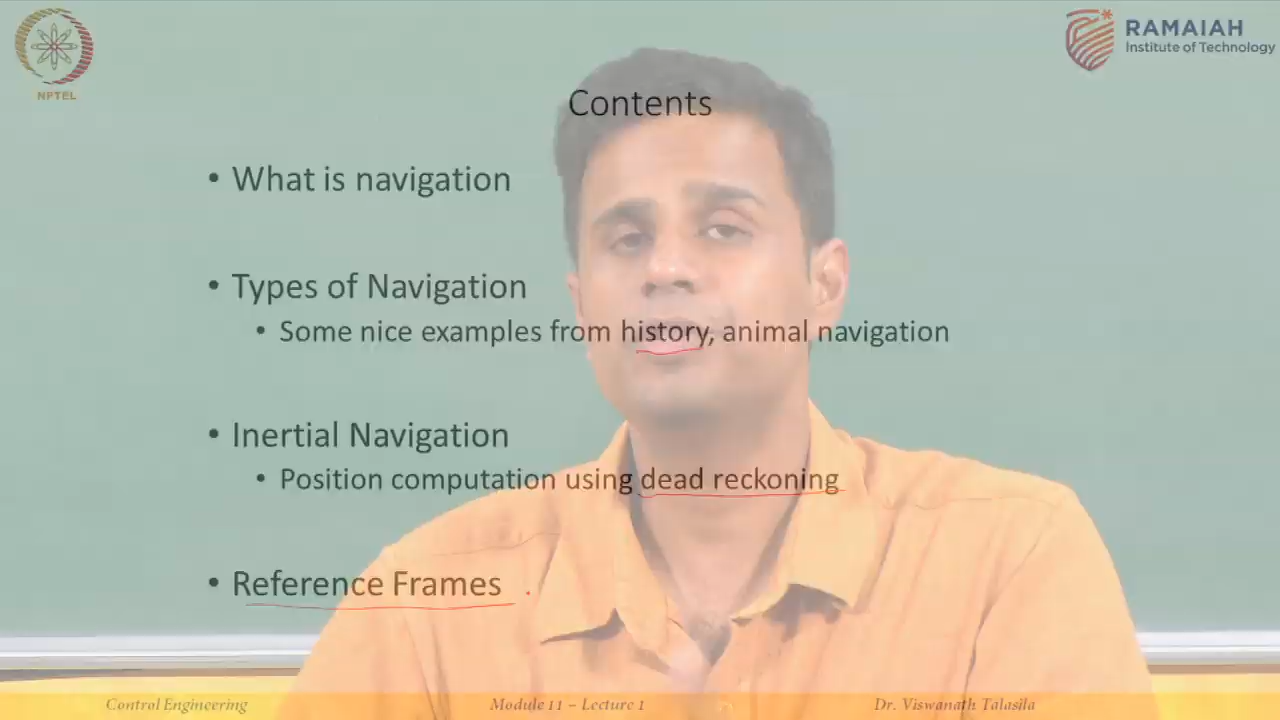 NPTEL
RAMAIAH
Institute of Technology
Contents
• What is navigation
• Types of Navigation
• Some nice examples from history, animal navigation
• Inertial Navigation
• Position computation using dead reckoning
• Reference Frames
Control Engineering
Module 11 – Lecture 1
Dr. Viswanath Talasila